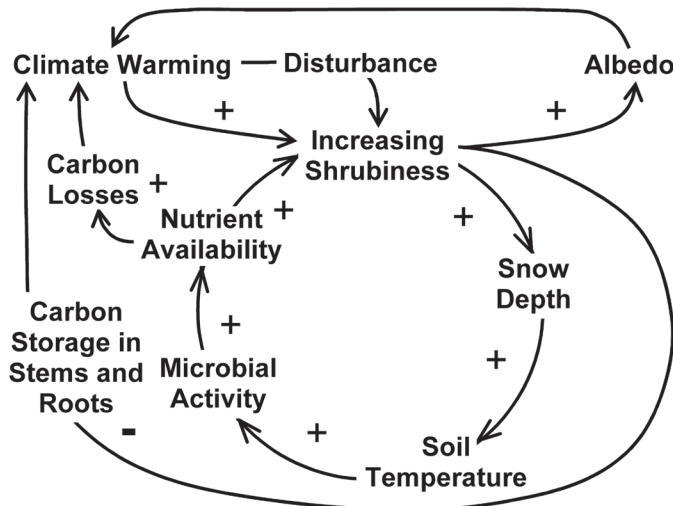 Climate Warming
Disturbance
Albedo
+
+
Increasing
Shrubiness
Carbon
Losses
+
Nutrient
Availability
+
+
Snow
Depth
Carbon
Storage in
Stems and
Roots
+
Microbial
Activity
+
-
+
Soil
Temperature